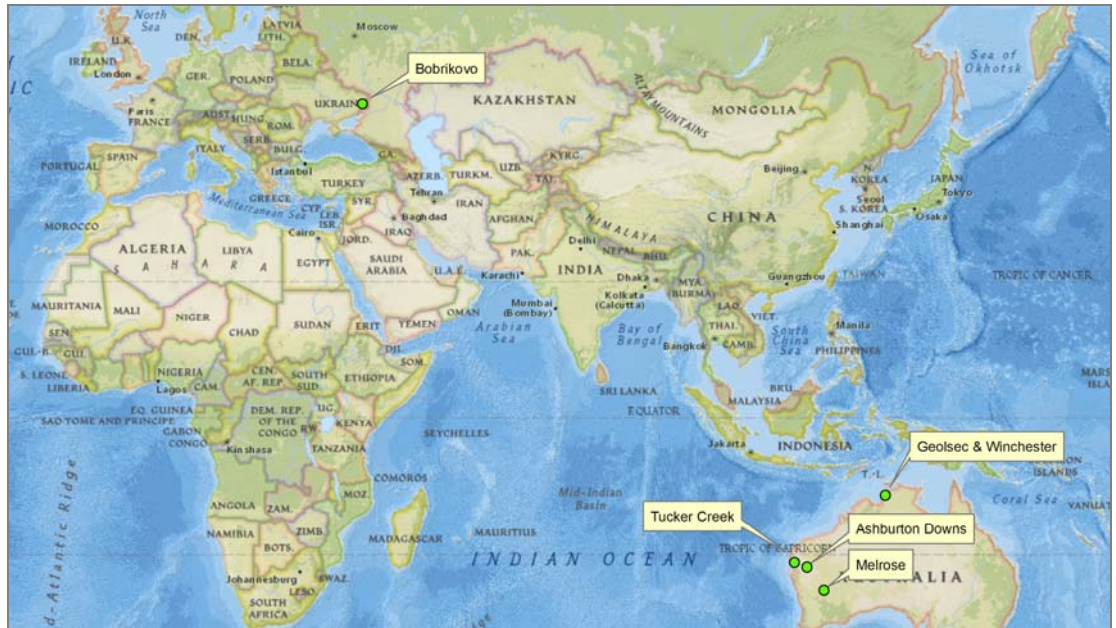 North
Sea
Moscow
Sea of
Okhotsk
LATVIA
LITH.
U.K.
DEN.
IRELAND
London
BELA.
GER.
POLAND
Bobrikovo
UKRAIN
KAZAKHSTAN
ALTAY MOUNTAINS
MONGOLIA
Paris
FRANCE
AUST.
HUNG.
ROM.
SERB.
BULG.
ITALY
PORTUGAL
SPAIN
Istanbul
GA.
AZERB.
UZB.
KYRG.
TURKM.
TAJ.
Beijing
N.
KOREA
Seoul
S. KOREA
JAPAN
Tokyo
Osaka
GREECE
TURKEY
Tehran
Mediterranean Sea
CYP.
SYR.
LEB.
ISR.
IRAN
AFGHAN.
CHINA
Shanghai
MOROCCO
Baghdad
Cairo
JORD.
IRAQ
PAK.
HIMALAYA
Delhi
NEPAL
BHU.
ALGERIA
LIBYA
EGYPT
SAHARA
SAUDI
ARABIA
U.A.E.
Karachi
INDIA
Dhaka
Guangzhou
TAIWAN
TROPIC OF CANCER
MAURITANIA
MALI
NIGER
CHAD
SUDAN
ERIT
YEMEN
OMAN
Mumbai
(Bombay)
Kolkata
(Calcutta)
MYA.
(BURMA)
LAO.
VIET.
Arabian
Sea
Bay of
Bengal
THAI.
Bangkok
CAMB.
South
China
Sea
Manila
PHILIPPINES
SEN.
GUI.-B.
GUI.
DJI.
SOM.
S. LEONE
LIBERIA
NIGERIA
Lagos
CAM.
CEN.
AF. REP.
SOUTH
SUD.
ETHIOPIA
SRI LANKA
BRU.
MALAYSIA
EQ. GUINEA
SAO TOME AND PRINCIPE
GABON
CONGO
DEM. REP.
OF THE
CONGO
UG.
RW.
KENYA
EQUATOR
Kinshasa
TANZANIA
SEYCHELLES
Jakarta
INDONESIA
Geolsec & Winchester
T.-L.
ISLANDS
COMOROS
ANGOLA
ZAM.
MOZ.
Mid-Indian
Basin
Coral Sea
VANUAT
Tucker Creek
Ashburton Downs
NAMIBIA
ZIMB.
BOTS.
MADAGASCAR
MAURITIUS
INDIAN OCEAN
TROPIC OF CAPRICORN
Melrose
Johannesburg
SWAZ.
LESO.
SOUTH
AFRICA
d-Atlantic Ridge